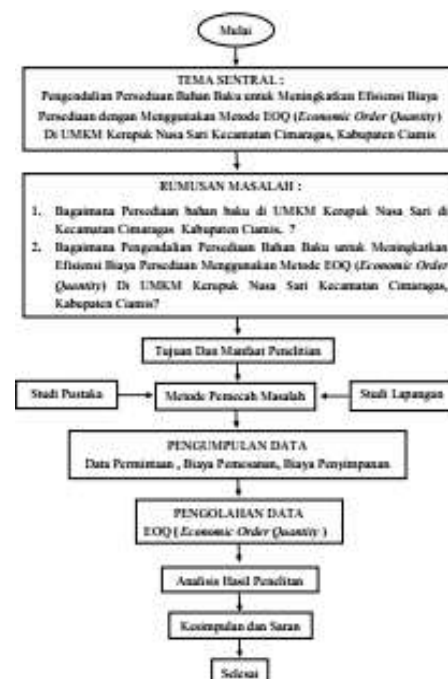 Mulai
TEMA SENTRAL :
Pengendalian Persediaan Bahan Baku untuk Meningkatkan Efisiensi Biaya
Persediaan dengan Menggunakan Metode EOQ (Economic Order Quantity)
Di UMKM Kerupuk Nusa Sari Kecamatan Cimaragas, Kabupaten Ciamis
RUMUSAN MASALAH :
1. Bagaimana Persediaan bahan baku di UMKM Kerupuk Nusa Sari di
Kecamatan Cimaragas Kabupaten Ciamis. ?
2. Bagaimana Pengendalian Persediaan Bahan Baku untuk Meningkatkan
Efisiensi Biaya Persediaan Menggunakan Metode EOQ (Economic Order
Quantity) Di UMKM Kerupuk Nusa Sari Kecamatan Cimaragas,
Kabupaten Ciamis?
Tujuan Dan Manfaat Penelitian
Studi Pustaka
Metode Pemecah Masalah
Studi Lapangan
PENGUMPULAN DATA
Data Permintaan , Biaya Pemesanan, Biaya Penyimpanan
PENGOLAHAN DATA
EOQ ( Economic Order Quantity )
Analisis Hasil Penelitan
Kesimpulan dan Saran
Selesai